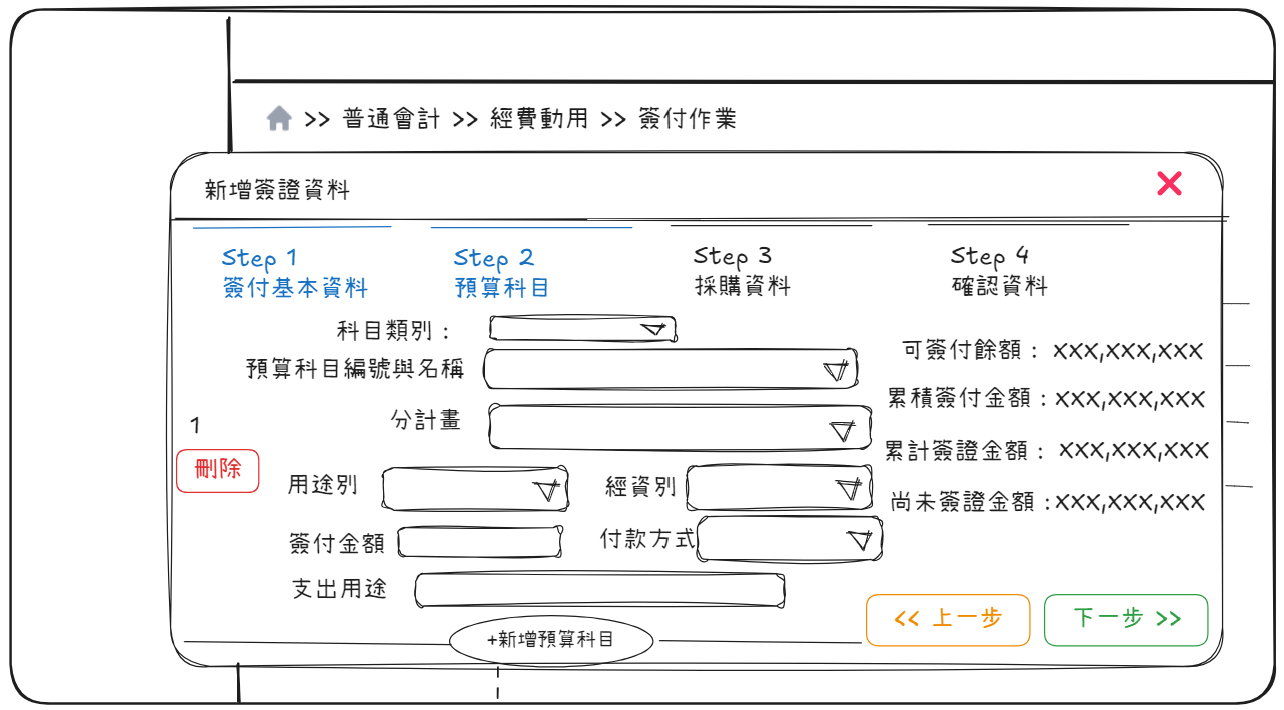 >> 普通會計 >> 經費動用 >> 簽付作業
新增簽證資料
Step 1
簽付基本資料
Step 2
預算科目
Step 3
採購資料
Step 4
確認資料
科目類別：
預算科目編號與名稱
分計畫
1
刪除
用途別
經資別
簽付金額
付款方式
支出用途
可簽付餘額： XXX,XXX,XXX
累積簽付金額：XXX,XXX,XXX
累計簽證金額： XXX,XXX,XXX
尚未簽證金額：XXX,XXX,XXX
+新增預算科目
<< 上一步
下一步 >>